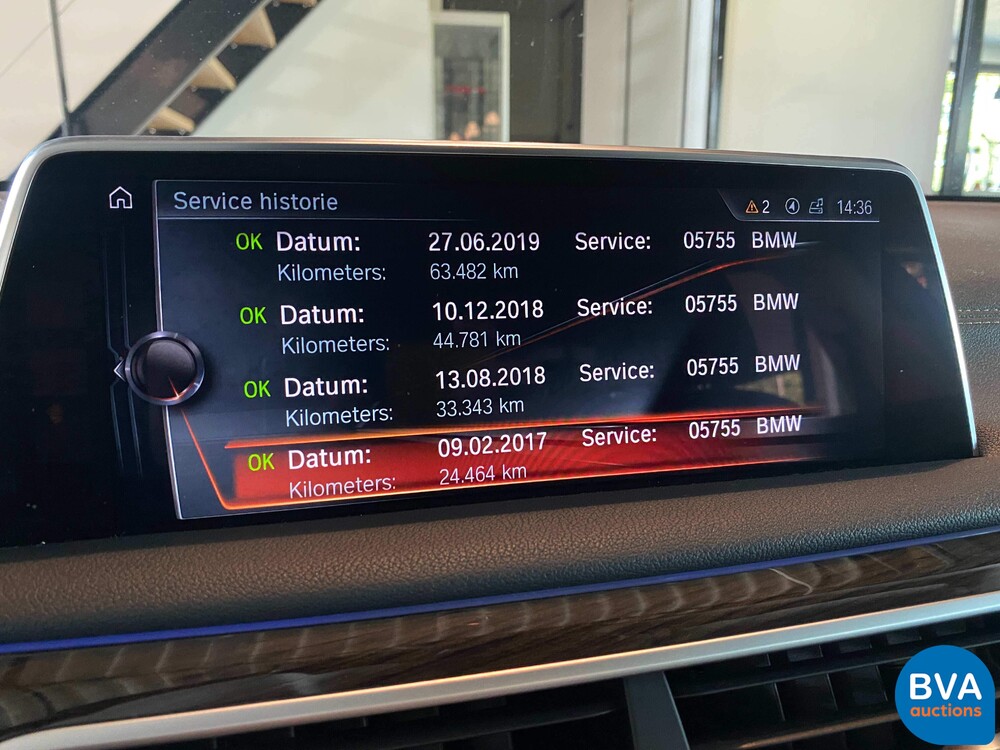 Service historie
2 14:36
OK Datum: 27.06.2019 Service: 05755 BMW
Kilometers: 63.482 km
OK Datum: 10.12.2018 Service: 05755 BMW
Kilometers: 44.781 km
OK Datum: 13.08.2018 Service: 05755 BMW
Kilometers: 33.343 km
OK Datum: 09.02.2017 Service: 05755 BMW
Kilometers: 24.464 km
BVA
auctions